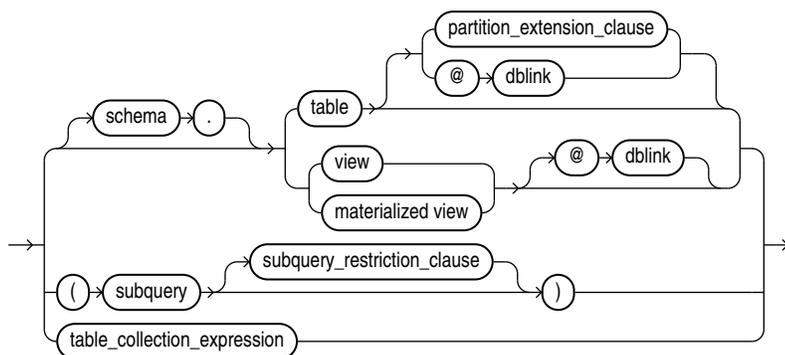 partition_extension_clause
@ dblink
schema . table
view @ dblink
materialized view
subquery_restriction_clause
( subquery )
table_collection_expression